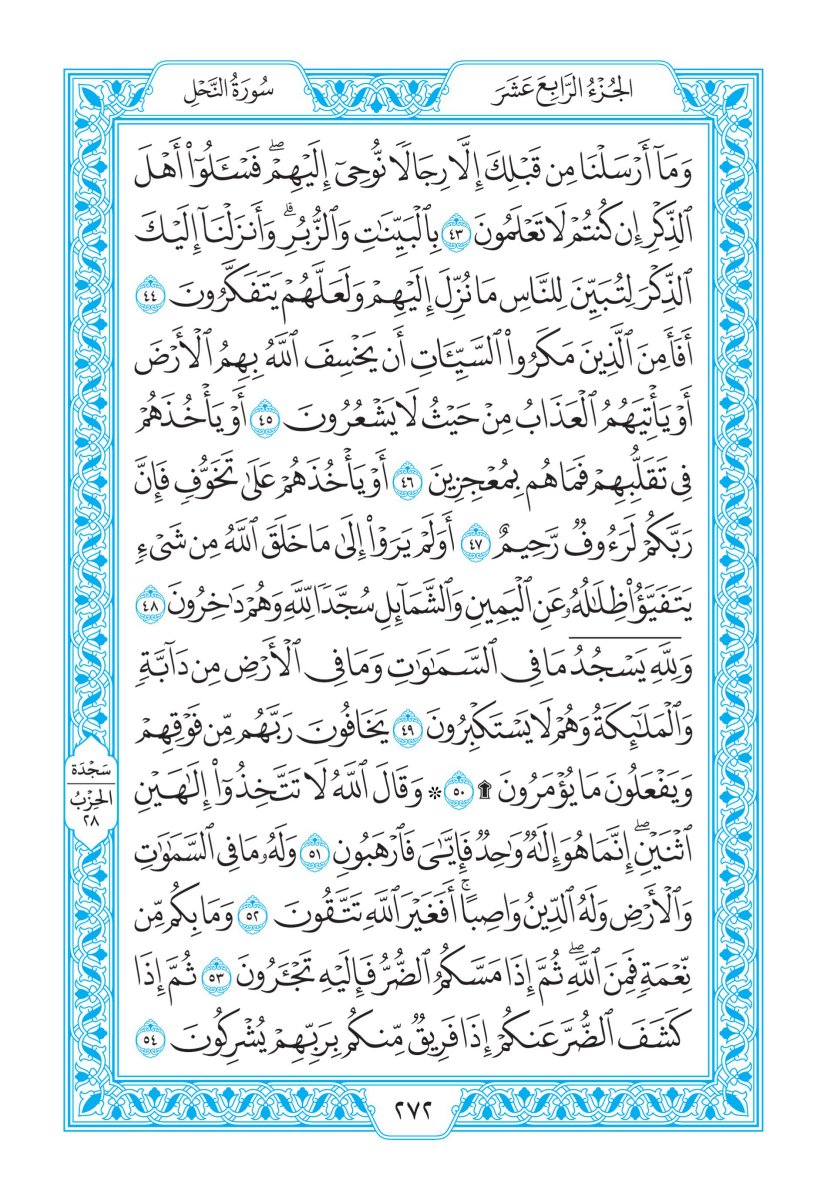 الجُزْءُ الرَّابِعَ عَشَرَ
سُورَةُ النَّحْلِ
وَمَآ أَرْسَلْنَا مِن قَبْلِكَ إِلَّا رِجَالًا نُّوحِىٓ إِلَيْهِمْۖ فَسْـَٔلُوٓا۟ أَهْلَ
ٱلذِّكْرِ إِن كُنتُمْ لَا تَعْلَمُونَ ٤٣ بِٱلْبَيِّنَٰتِ وَٱلزُّبُرِۗ وَأَنزَلْنَآ إِلَيْكَ
ٱلذِّكْرَ لِتُبَيِّنَ لِلنَّاسِ مَا نُزِّلَ إِلَيْهِمْ وَلَعَلَّهُمْ يَتَفَكَّرُونَ ٤٤
أَفَأَمِنَ ٱلَّذِينَ مَكَرُوا۟ ٱلسَّيِّـَٔاتِ أَن يَخْسِفَ ٱللَّهُ بِهِمُ ٱلْأَرْضَ
أَوْ يَأْتِيَهُمُ ٱلْعَذَابُ مِنْ حَيْثُ لَا يَشْعُرُونَ ٤٥ أَوْ يَأْخُذَهُمْ
فِى تَقَلُّبِهِمْ فَمَا هُم بِمُعْجِزِينَ ٤٦ أَوْ يَأْخُذَهُمْ عَلَىٰ تَخَوُّفٍ فَإِنَّ
رَبَّكُمْ لَرَءُوفٌ رَّحِيمٌ ٤٧ أَوَلَمْ يَرَوْا۟ إِلَىٰ مَا خَلَقَ ٱللَّهُ مِن شَىْءٍ
يَتَفَيَّؤُا۟ ظِلَٰلُهُۥ عَنِ ٱلْيَمِينِ وَٱلشَّمَآئِلِ سُجَّدًا لِّلَّهِ وَهُمْ دَٰخِرُونَ ٤٨
وَلِلَّهِ يَسْجُدُ مَا فِى ٱلسَّمَٰوَٰتِ وَمَا فِى ٱلْأَرْضِ مِن دَآبَّةٍ
وَٱلْمَلَٰٓئِكَةُ وَهُمْ لَا يَسْتَكْبِرُونَ ٤٩ يَخَافُونَ رَبَّهُم مِّن فَوْقِهِمْ
وَيَفْعَلُونَ مَا يُؤْمَرُونَ ۩ ٥٠ ۞ وَقَالَ ٱللَّهُ لَا تَتَّخِذُوٓا۟ إِلَٰهَيْنِ
ٱثْنَيْنِۖ إِنَّمَا هُوَ إِلَٰهٌ وَٰحِدٌ فَإِيَّٰىَ فَٱرْهَبُونِ ٥١ وَلَهُۥ مَا فِى ٱلسَّمَٰوَٰتِ
وَٱلْأَرْضِ وَلَهُ ٱلدِّينُ وَاصِبًاۚ أَفَغَيْرَ ٱللَّهِ تَتَّقُونَ ٥٢ وَمَا بِكُم مِّن
نِّعْمَةٍ فَمِنَ ٱللَّهِۖ ثُمَّ إِذَا مَسَّكُمُ ٱلضُّرُّ فَإِلَيْهِ تَجْـَٔرُونَ ٥٣ ثُمَّ إِذَا
كَشَفَ ٱلضُّرَّ عَنكُمْ إِذَا فَرِيقٌ مِّنكُم بِرَبِّهِمْ يُشْرِكُونَ ٥٤
سَجْدَة
الحِزْبُ
٢٨
٢٧٢